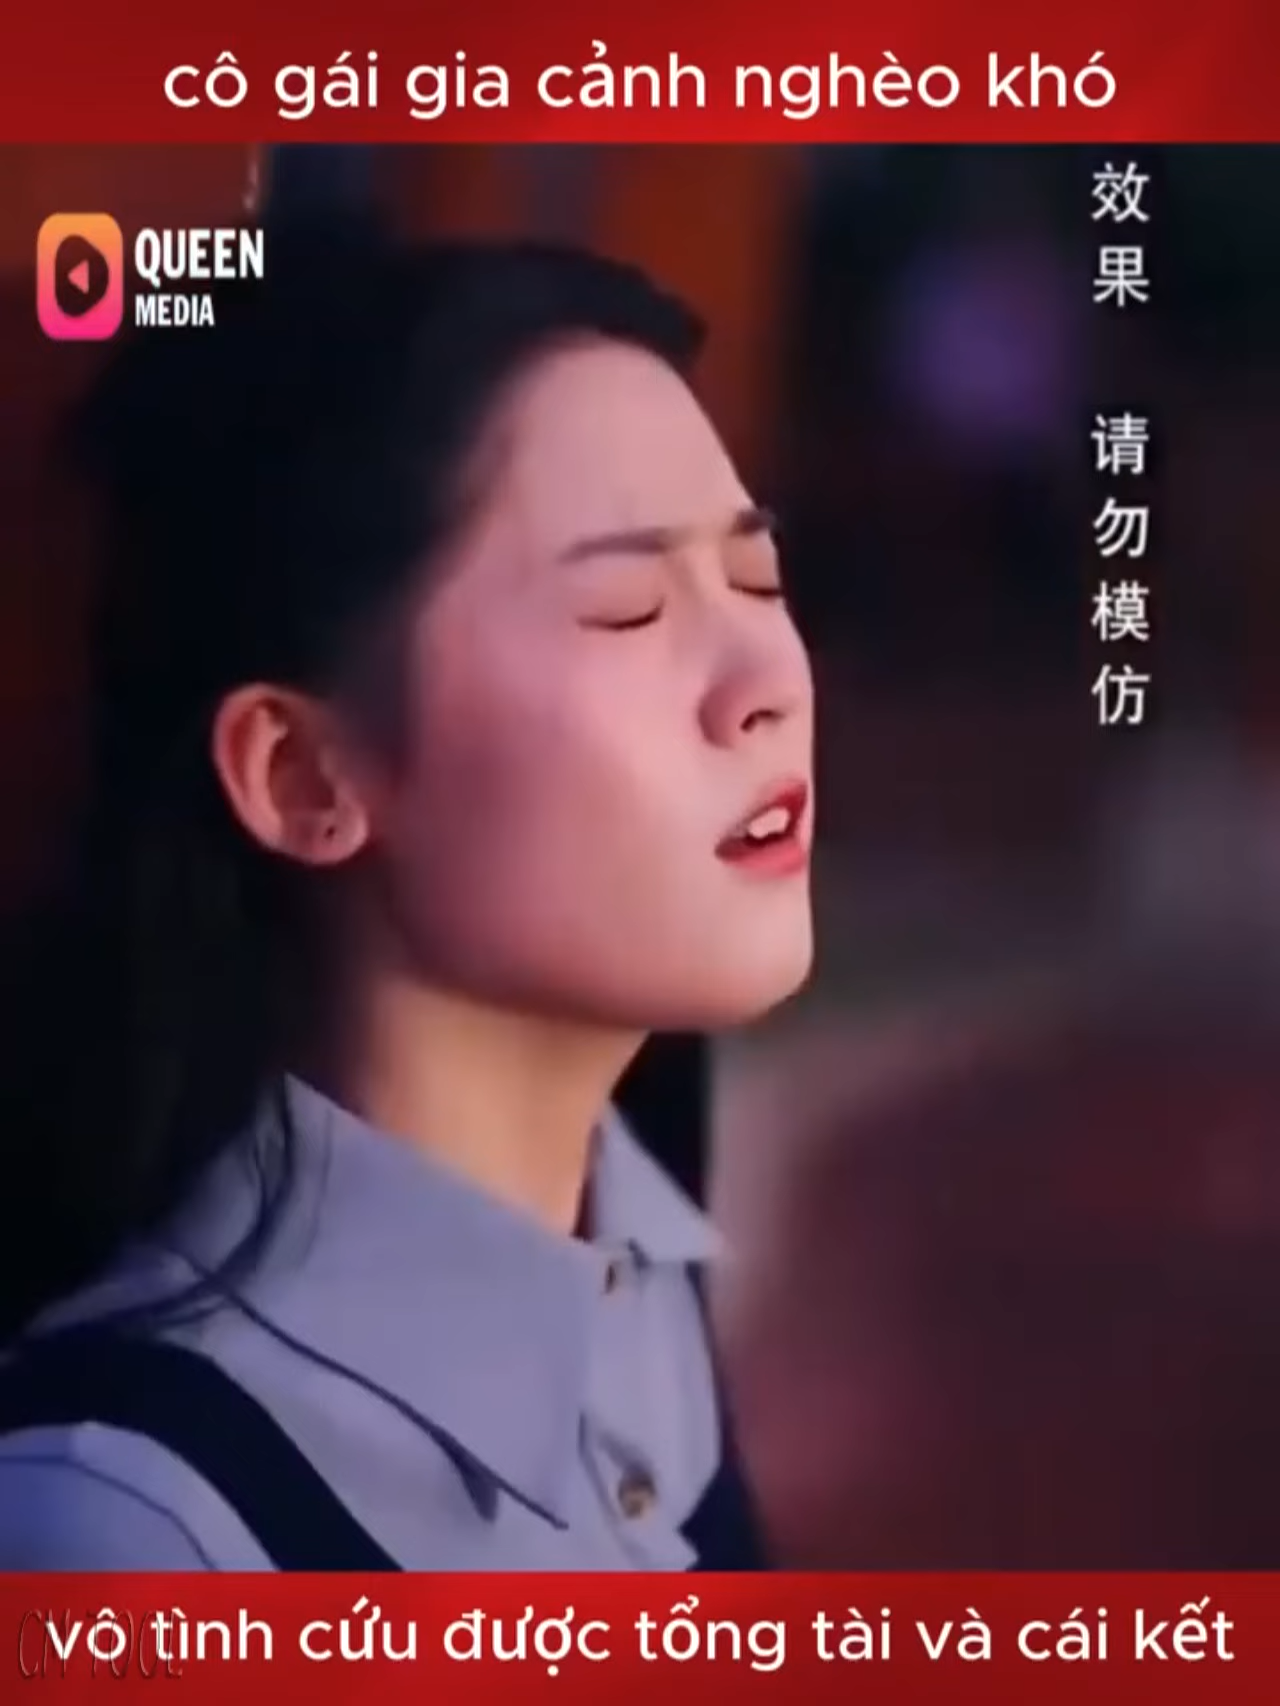 cô gái gia cảnh nghèo khó
QUEEN
MEDIA
效果 请勿模仿
vô tình cứu được tổng tài và cái kết